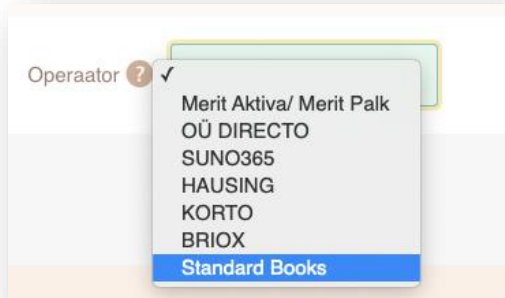 Operaator ? ✓
Merit Aktiva/ Merit Palk
OÜ DIRECTO
SUNO365
HAUSING
KORTO
BRIOX
Standard Books